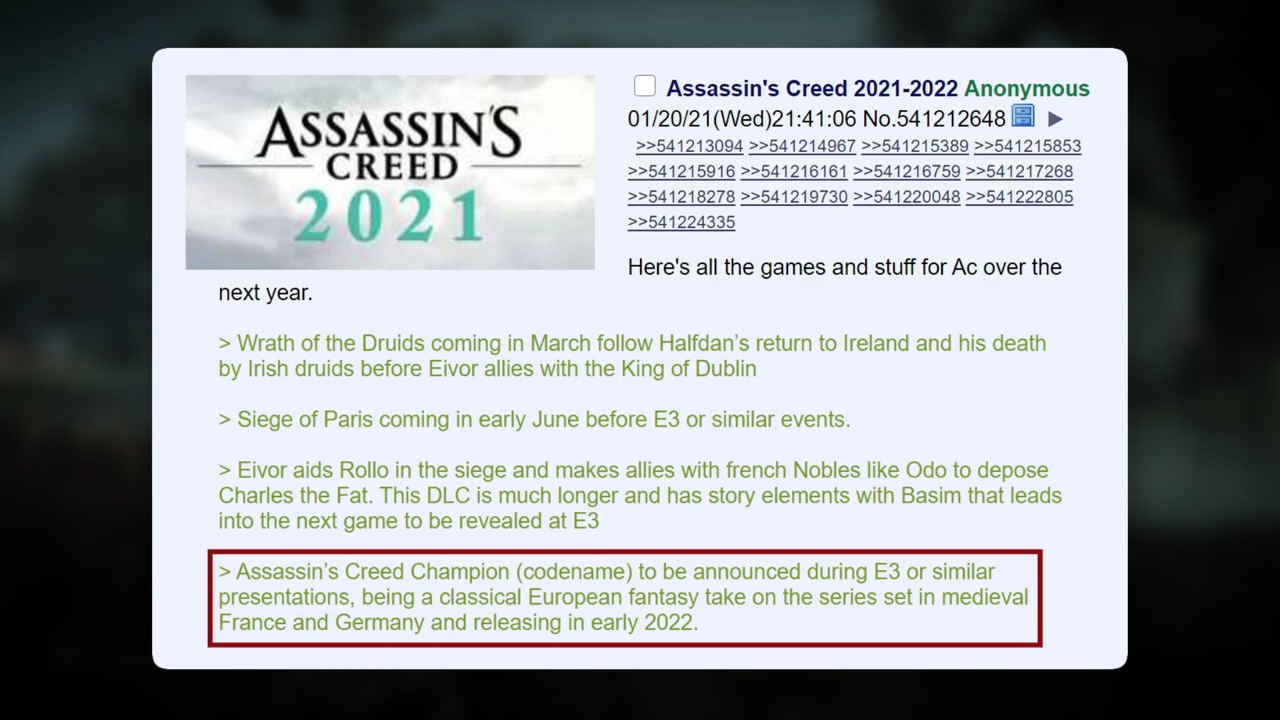 ASSASSIN'S
CREED
2021
Assassin's Creed 2021-2022 Anonymous
01/20/21(Wed)21:41:06 No.541212648
>>541213094 >>541214967 >>541215389 >>541215853
>>541215916 >>541216161 >>541216759 >>541217268
>>541218278 >>541219730 >>541220048 >>541222805
>>541224335
Here's all the games and stuff for Ac over the
next year.
> Wrath of the Druids coming in March follow Halfdan’s return to Ireland and his death
by Irish druids before Eivor allies with the King of Dublin
> Siege of Paris coming in early June before E3 or similar events.
> Eivor aids Rollo in the siege and makes allies with french Nobles like Odo to depose
Charles the Fat. This DLC is much longer and has story elements with Basim that leads
into the next game to be revealed at E3
> Assassin’s Creed Champion (codename) to be announced during E3 or similar
presentations, being a classical European fantasy take on the series set in medieval
France and Germany and releasing in early 2022.